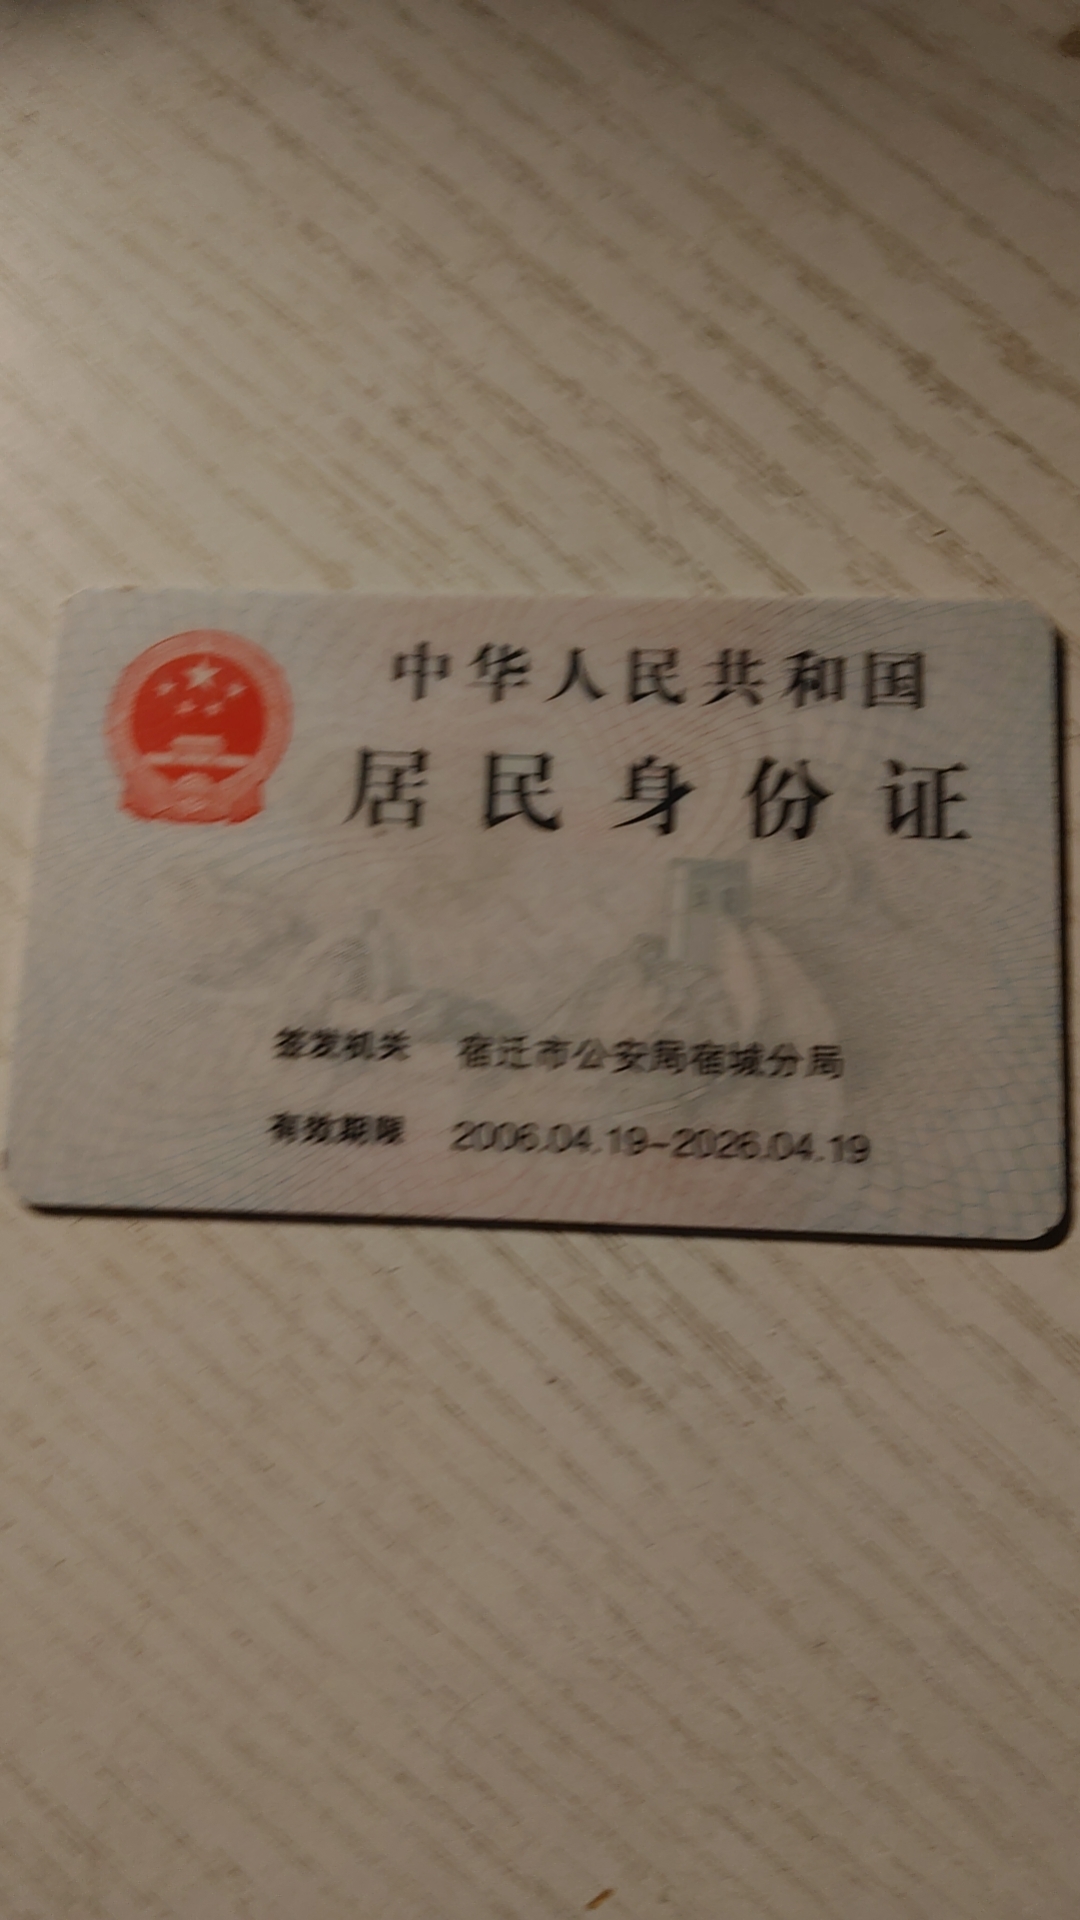 中华人民共和国
居民身份证
签发机关 宿迁市公安局宿城分局
有效期限 2006.04.19-2026.04.19